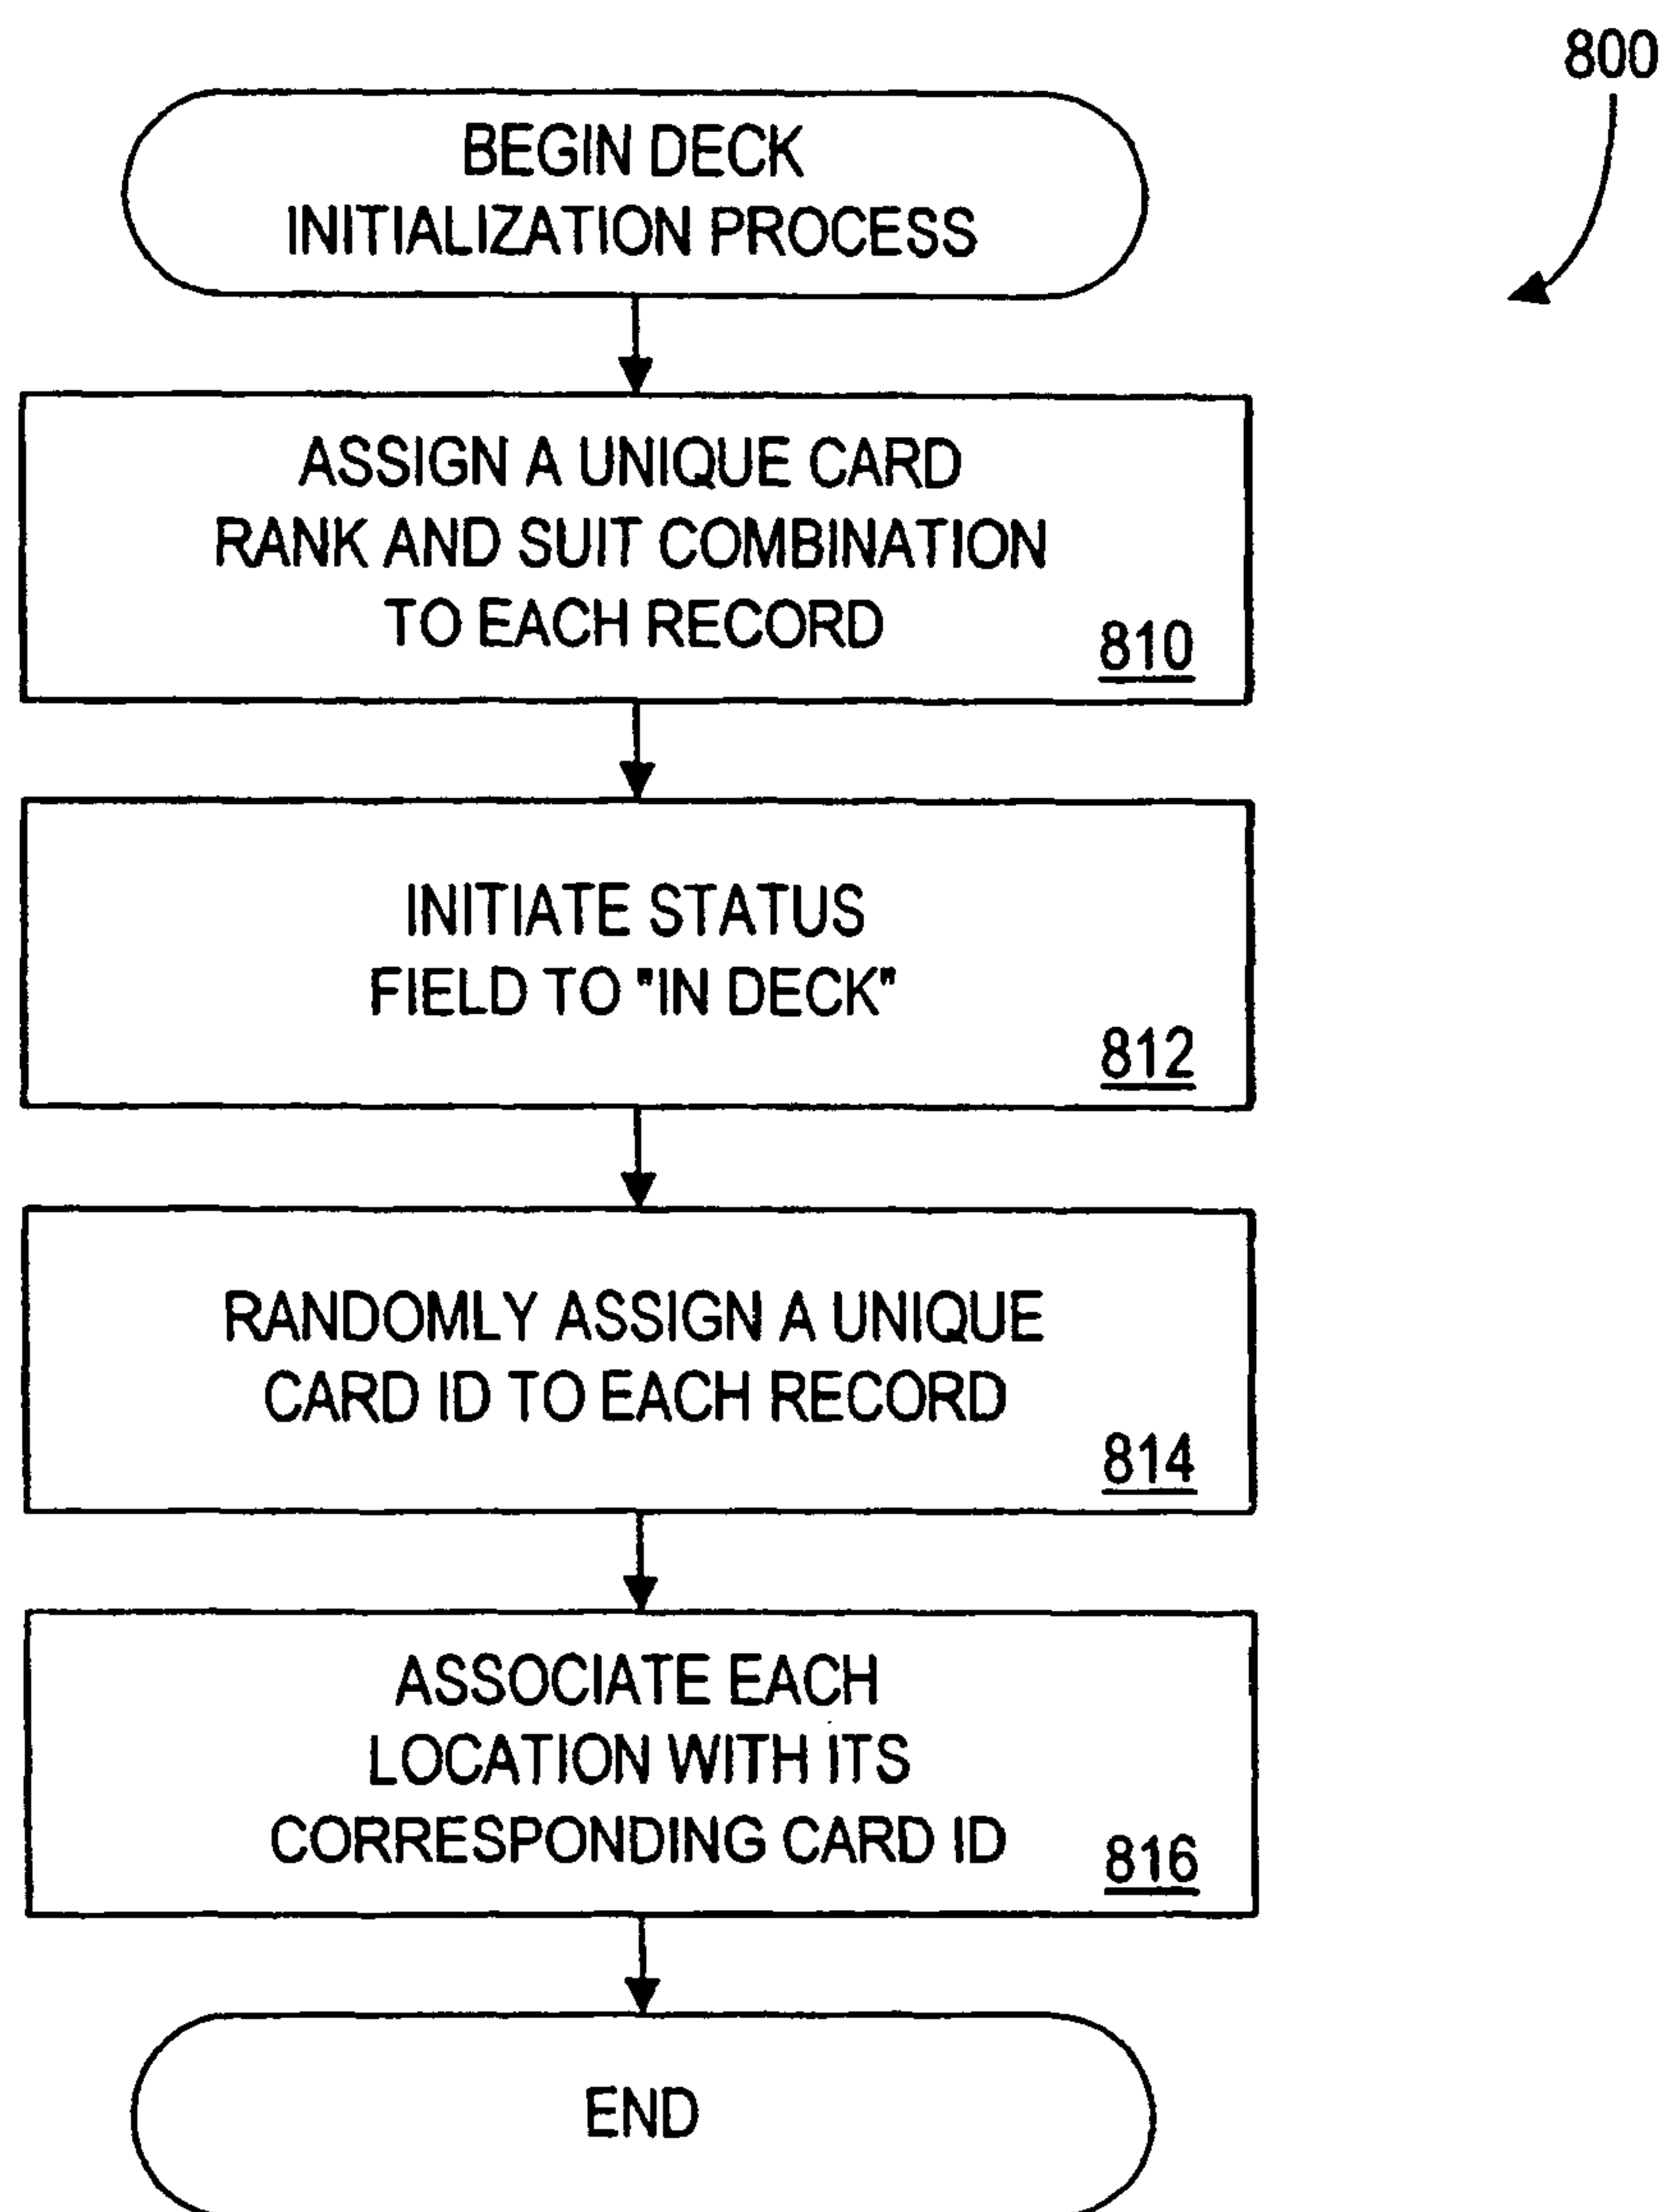 800
BEGIN DECK
INITIALIZATION PROCESS
ASSIGN A UNIQUE CARD
RANK AND SUIT COMBINATION
TO EACH RECORD
810
INITIATE STATUS
FIELD TO "IN DECK"
812
RANDOMLY ASSIGN A UNIQUE
CARD ID TO EACH RECORD
814
ASSOCIATE EACH
LOCATION WITH ITS
CORRESPONDING CARD ID
816
END